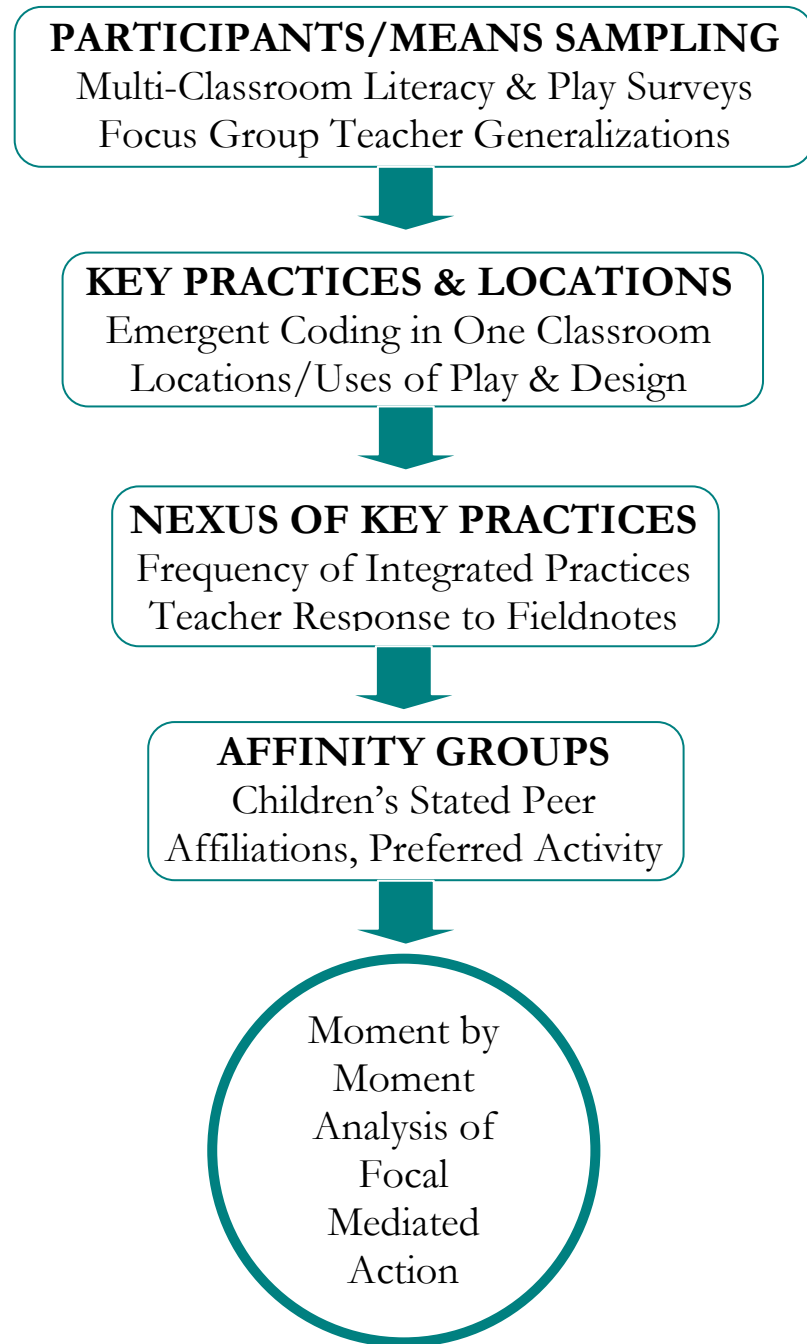 PARTICIPANTS/MEANS SAMPLING
Multi-Classroom Literacy & Play Surveys
Focus Group Teacher Generalizations
KEY PRACTICES & LOCATIONS
Emergent Coding in One Classroom
Locations/Uses of Play & Design
NEXUS OF KEY PRACTICES
Frequency of Integrated Practices
Teacher Response to Fieldnotes
AFFINITY GROUPS
Children’s Stated Peer
Affiliations, Preferred Activity
Moment by
Moment
Analysis of
Focal
Mediated
Action